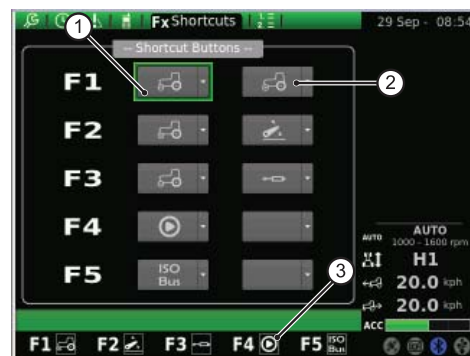 Fx Shortcuts
29 Sep - 08:54
-- Shortcut Buttons --
1
2
F1
F2
F3
F4
F5
ISO
Bus
AUTO
AUTO
1000 - 1600 rpm
H1
20.0 kph
20.0 kph
ACC
3
F1 F2 F3 F4 F5 ISO
Bus